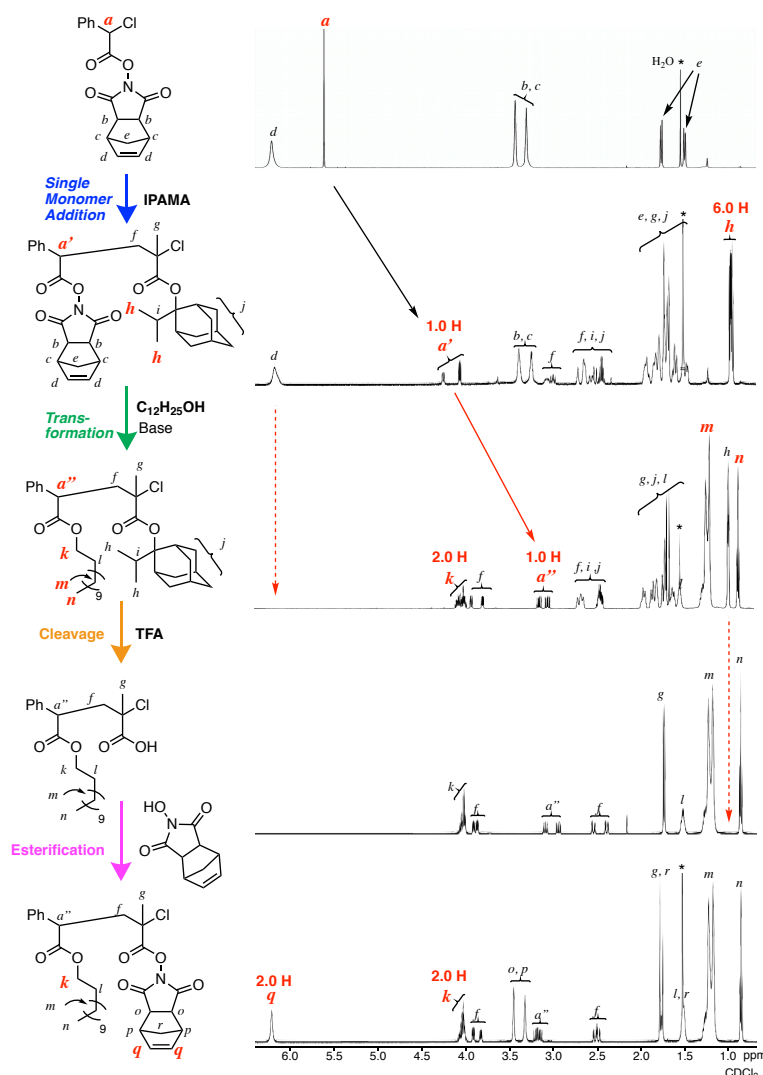 a
Ph
Cl
O
O
N
O
O
b
b
c
e
c
d
d
a
H2O
*
e
b, c
d
Single
Monomer
Addition
IPAMA
g
a'
f
Ph
Cl
O
O
O
O
h
i
j
h
N
O
O
b
b
c
e
c
d
d
6.0 H
h
e, g, j
*
1.0 H
a'
b, c
f
f, i, j
d
Trans-
formation
C12H25OH
Base
g
a''
f
Ph
Cl
O
O
O
O
k
l
h
i
j
h
m
n
9
m
h
n
g, j, l
*
2.0 H
k
f
1.0 H
a''
f, i, j
Cleavage
TFA
g
a''
f
Ph
Cl
O
O
O
OH
k
l
m
n
9
n
m
g
k
f
a''
f
l
Esterification
HO
N
O
O
g
a''
f
Ph
Cl
O
O
O
O
k
l
m
n
9
N
O
O
o
o
p
r
p
q
q
g, r
*
m
n
2.0 H
q
2.0 H
k
f
o, p
a''
f
l, r
6.0
5.5
5.0
4.5
4.0
3.5
3.0
2.5
2.0
1.5
1.0
ppm
CDCl3